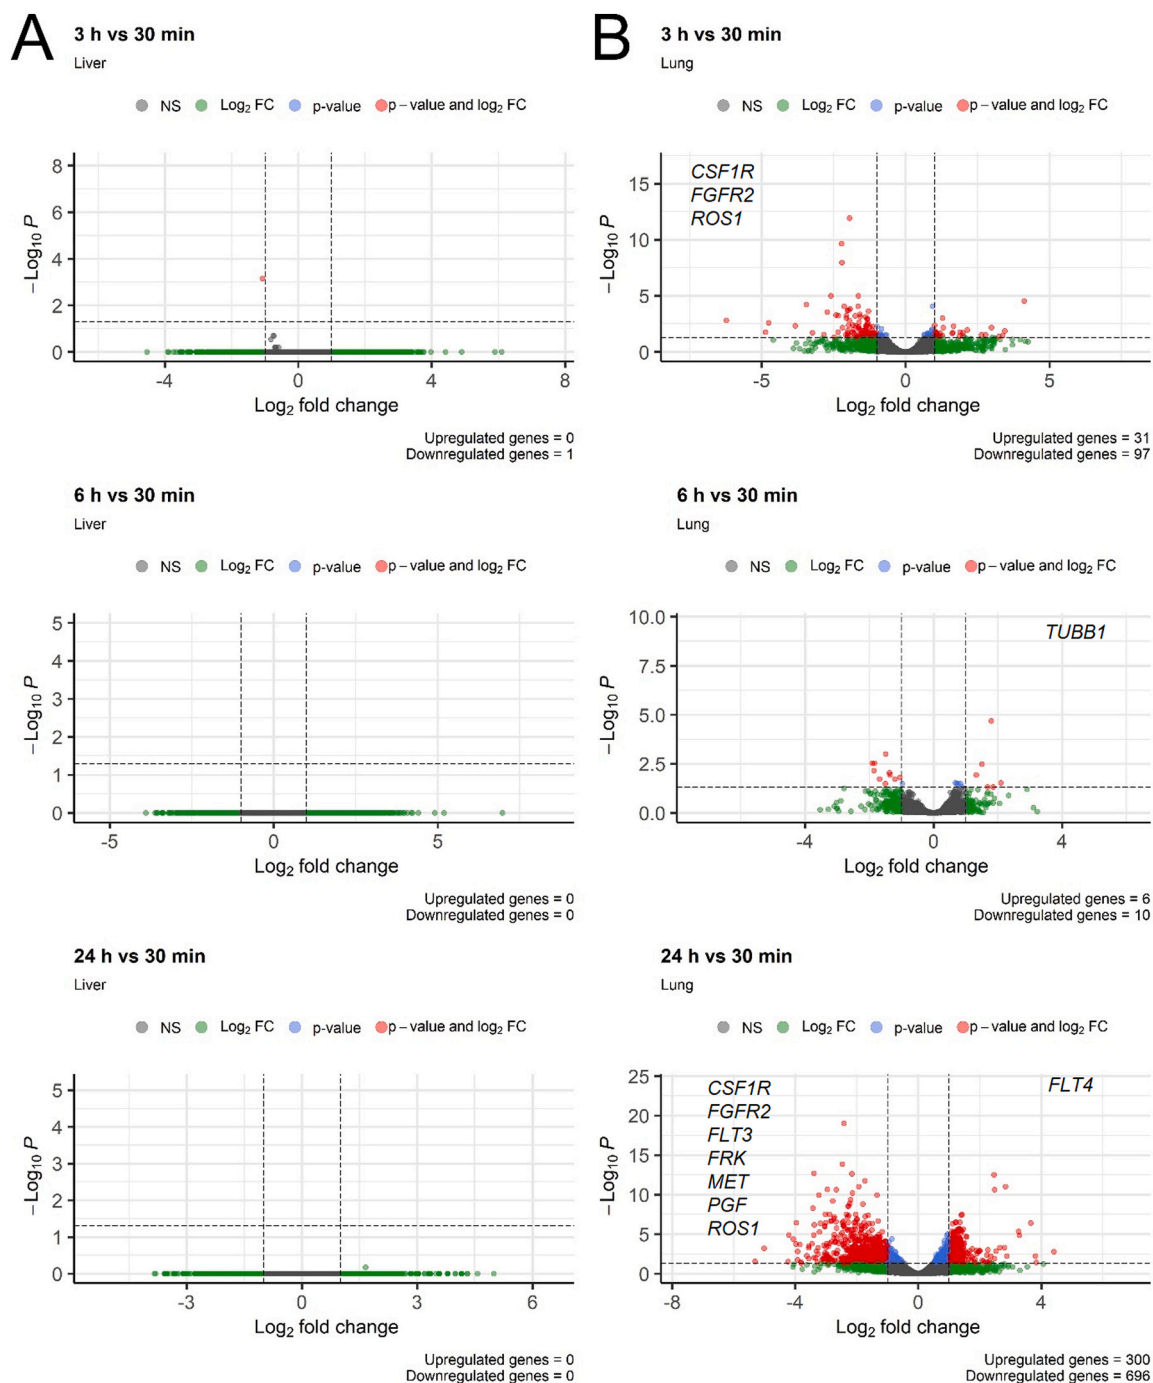 A
3 h vs 30 min
Liver
NS Log2 FC p-value p – value and log2 FC
8
6
4
2
0
−Log10 P
-4 0 4 8
Log2 fold change
Upregulated genes = 0
Downregulated genes = 1
B
3 h vs 30 min
Lung
NS Log2 FC p-value p – value and log2 FC
CSF1R
FGFR2
ROS1
15
10
5
0
−Log10 P
-5 0 5
Log2 fold change
Upregulated genes = 31
Downregulated genes = 97
6 h vs 30 min
Liver
NS Log2 FC p-value p – value and log2 FC
5
4
3
2
1
0
−Log10 P
-5 0 5
Log2 fold change
Upregulated genes = 0
Downregulated genes = 0
6 h vs 30 min
Lung
NS Log2 FC p-value p – value and log2 FC
TUBB1
10.0
7.5
5.0
2.5
0.0
−Log10 P
-4 0 4
Log2 fold change
Upregulated genes = 6
Downregulated genes = 10
24 h vs 30 min
Liver
NS Log2 FC p-value p – value and log2 FC
5
4
3
2
1
0
−Log10 P
-3 0 3 6
Log2 fold change
Upregulated genes = 0
Downregulated genes = 0
24 h vs 30 min
Lung
NS Log2 FC p-value p – value and log2 FC
CSF1R
FGFR2
FLT3
FRK
MET
PGF
ROS1
FLT4
25
20
15
10
5
0
−Log10 P
-8 -4 0 4
Log2 fold change
Upregulated genes = 300
Downregulated genes = 696